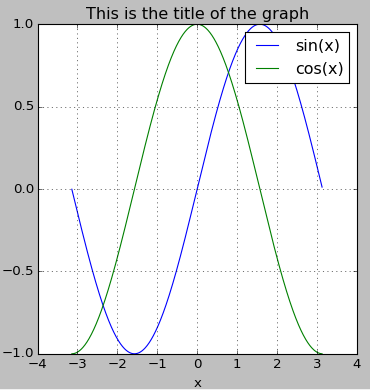 This is the title of the graph
sin(x)
cos(x)
1.0
0.5
0.0
−0.5
−1.0
−4 −3 −2 −1 0 1 2 3 4
x